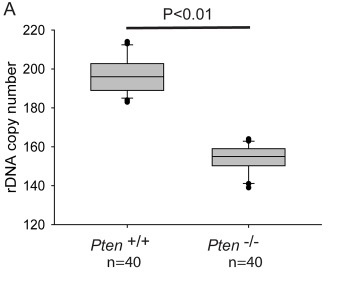 A
P<0.01
rDNA copy number
220
200
180
160
140
120
Pten +/+
n=40
Pten -/-
n=40